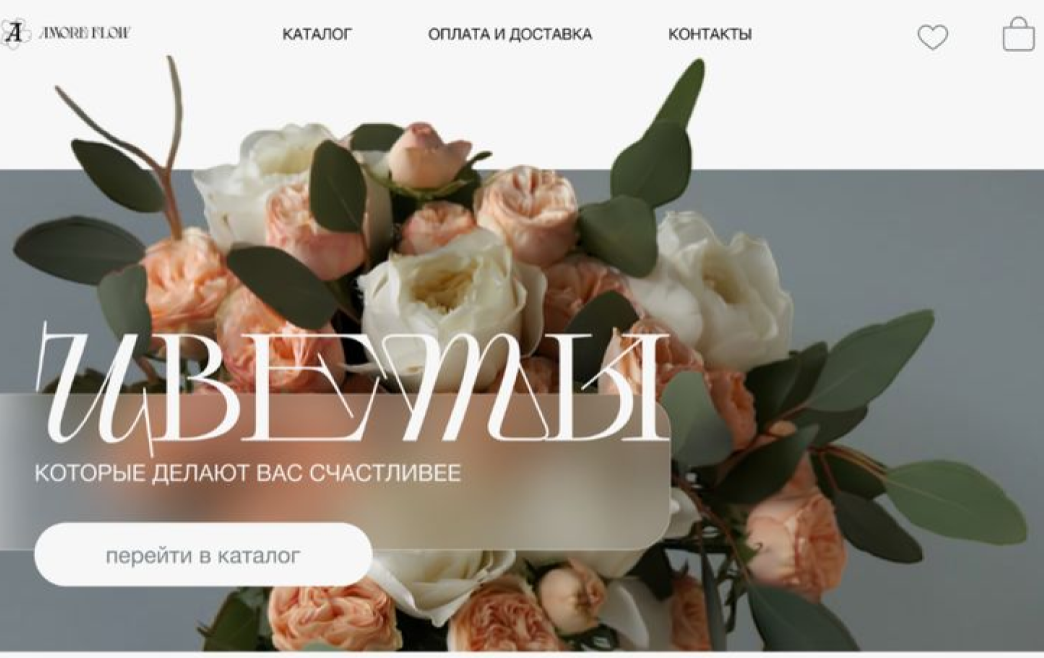 A AMORE FLOW
КАТАЛОГ ОПЛАТА И ДОСТАВКА КОНТАКТЫ
ЦВЕТЫ
КОТОРЫЕ ДЕЛАЮТ ВАС СЧАСТЛИВЕЕ
перейти в каталог